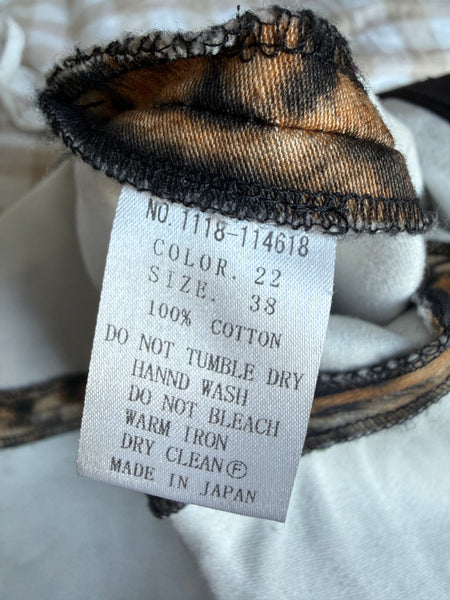 NO. 1118-114618
COLOR. 22
SIZE. 38
100% COTTON
DO NOT TUMBLE DRY
HANND WASH
DO NOT BLEACH
WARM IRON
DRY CLEAN Ⓕ
MADE IN JAPAN